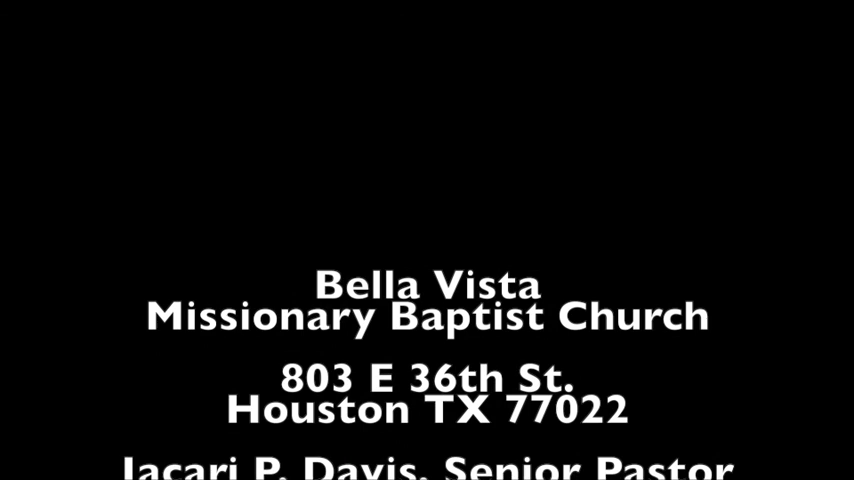 Bella Vista
Missionary Baptist Church
803 E 36th St.
Houston TX 77022
Jacari P. Davis, Senior Pastor